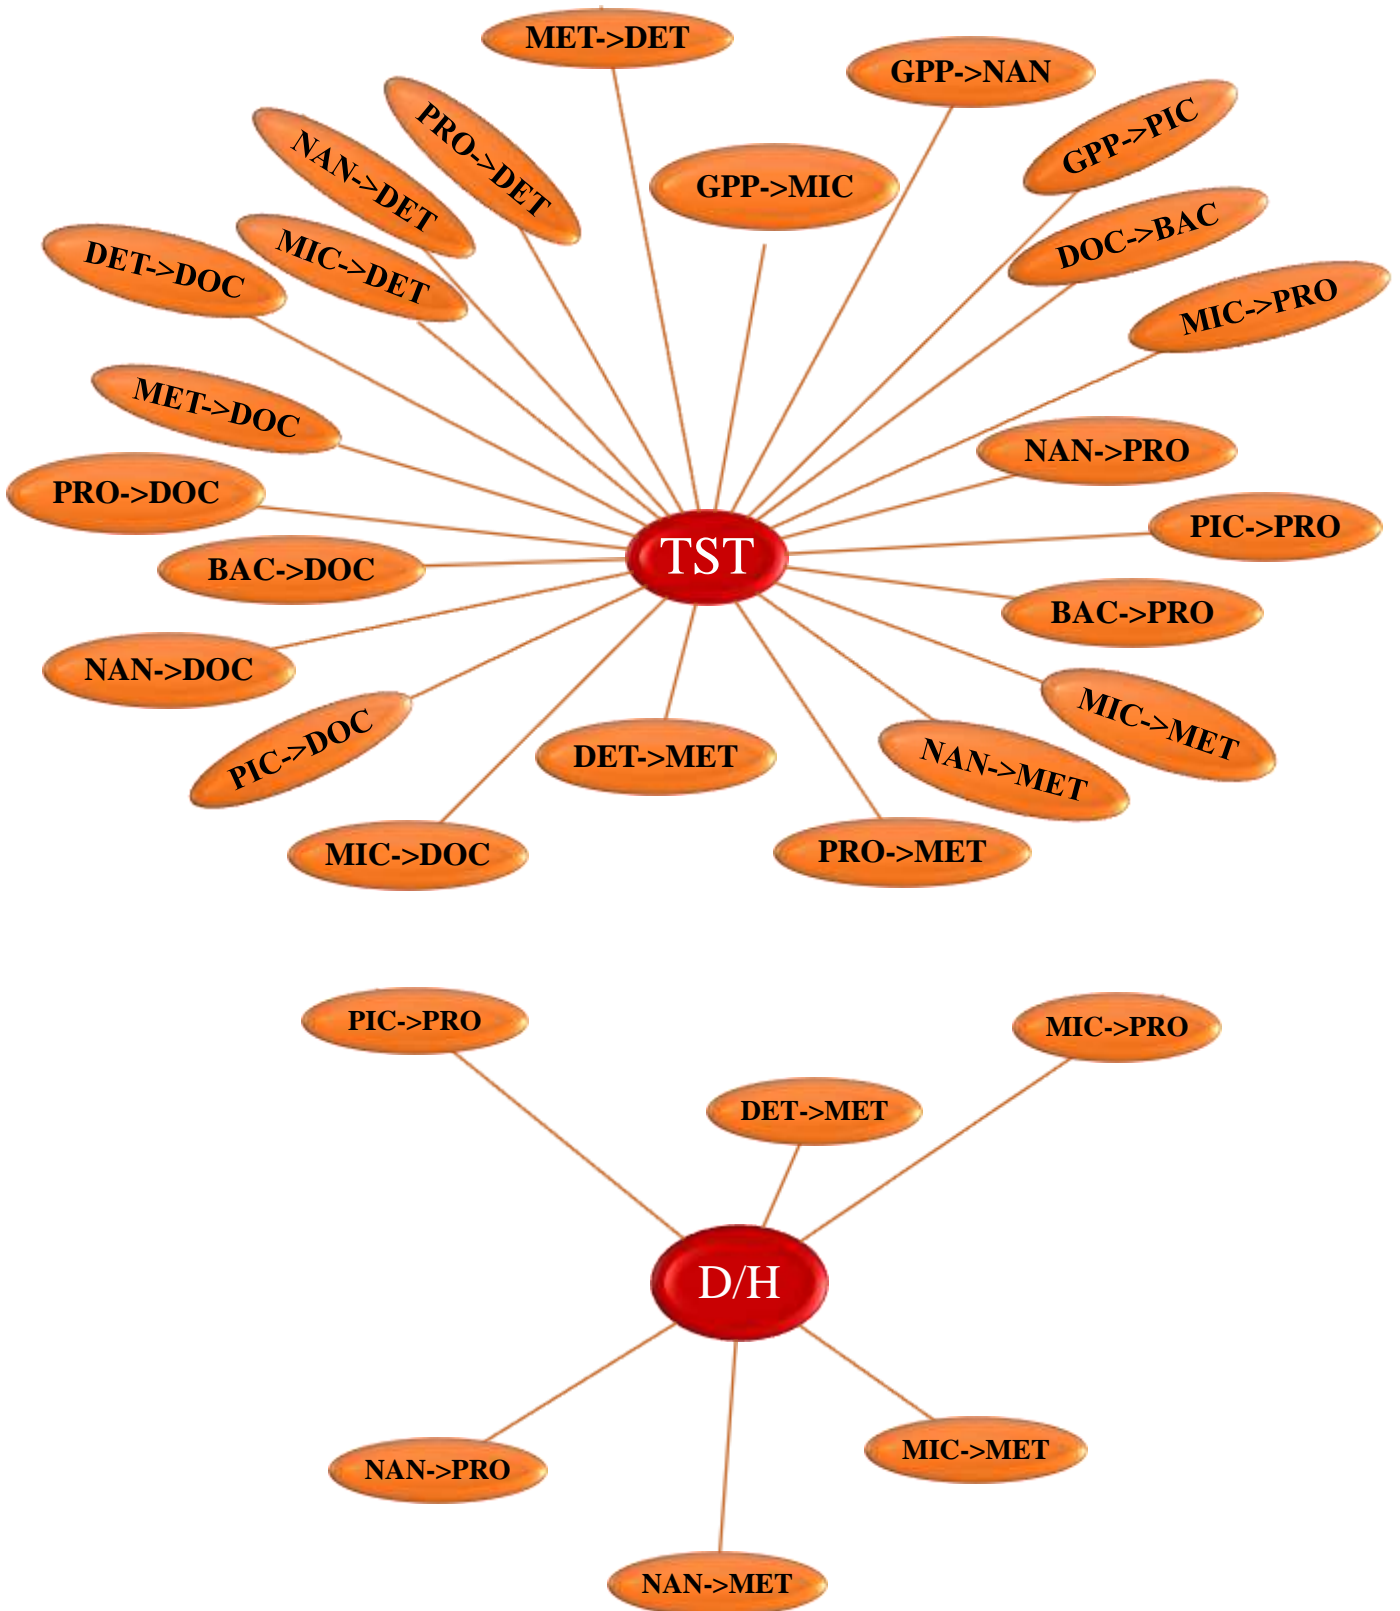 MET->DET
GPP->NAN
PRO->DET
GPP->PIC
NAN->DET
GPP->MIC
DOC->BAC
MIC->DET
DET->DOC
MIC->PRO
MET->DOC
NAN->PRO
PRO->DOC
PIC->PRO
TST
BAC->DOC
BAC->PRO
NAN->DOC
MIC->MET
PIC->DOC
DET->MET
NAN->MET
MIC->DOC
PRO->MET
PIC->PRO
MIC->PRO
DET->MET
D/H
NAN->PRO
MIC->MET
NAN->MET